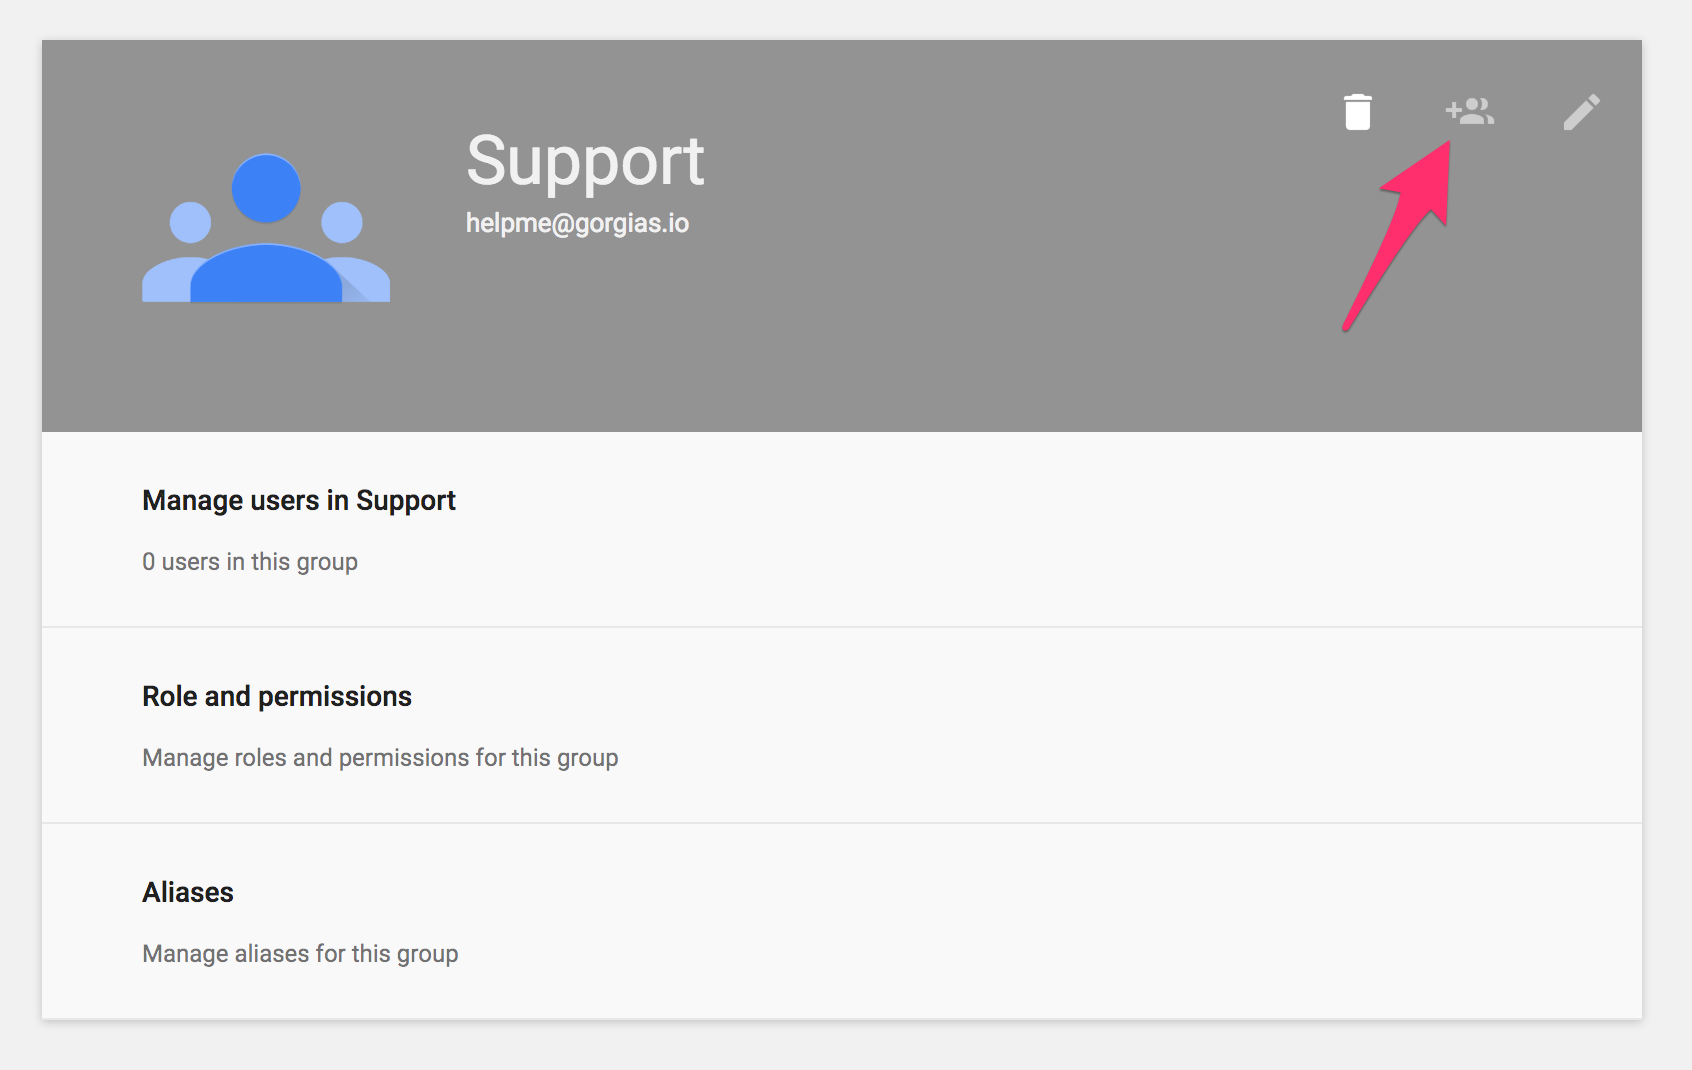 Support
helpme@gorgias.io
Manage users in Support
0 users in this group
Role and permissions
Manage roles and permissions for this group
Aliases
Manage aliases for this group